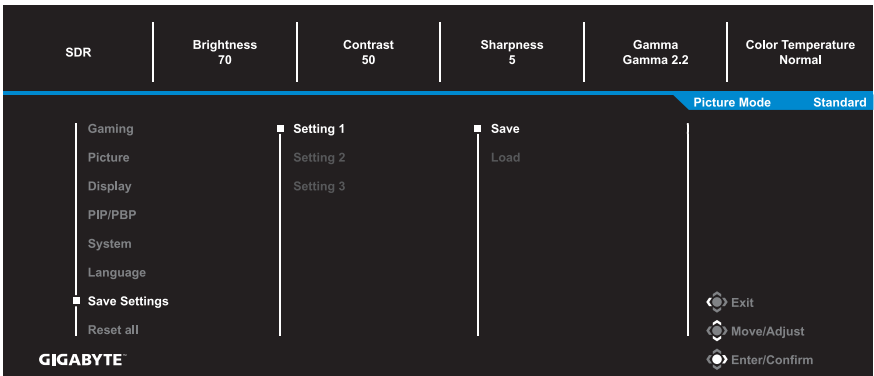 SDR
Brightness
70
Contrast
50
Sharpness
5
Gamma
Gamma 2.2
Color Temperature
Normal
Picture Mode Standard
Gaming
Picture
Display
PIP/PBP
System
Language
Save Settings
Reset all
Setting 1
Setting 2
Setting 3
Save
Load
Exit
Move/Adjust
Enter/Confirm
GIGABYTE™